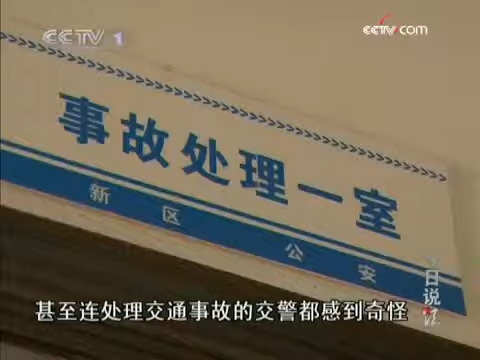 CCTV 1
CCTV.com
事故处理一室
新区公安
今日说法
甚至连处理交通事故的交警都感到奇怪